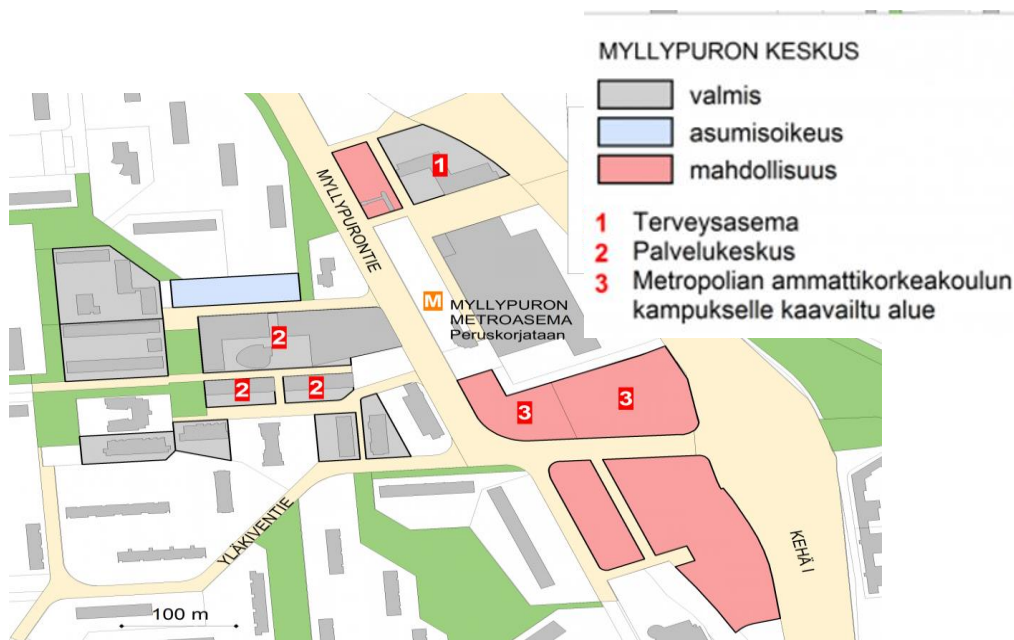 MYLLYPURON KESKUS
valmis
asumisoikeus
mahdollisuus
1 Terveysasema
2 Palvelukeskus
3 Metropolian ammattikorkeakoulun
kampukselle kaavailtu alue
1
MYLLYPURONTIE
M MYLLYPURON
METROASEMA
Peruskorjataan
2
2
2
3
3
YLÄKIVENTIE
KEHÄ I
100 m